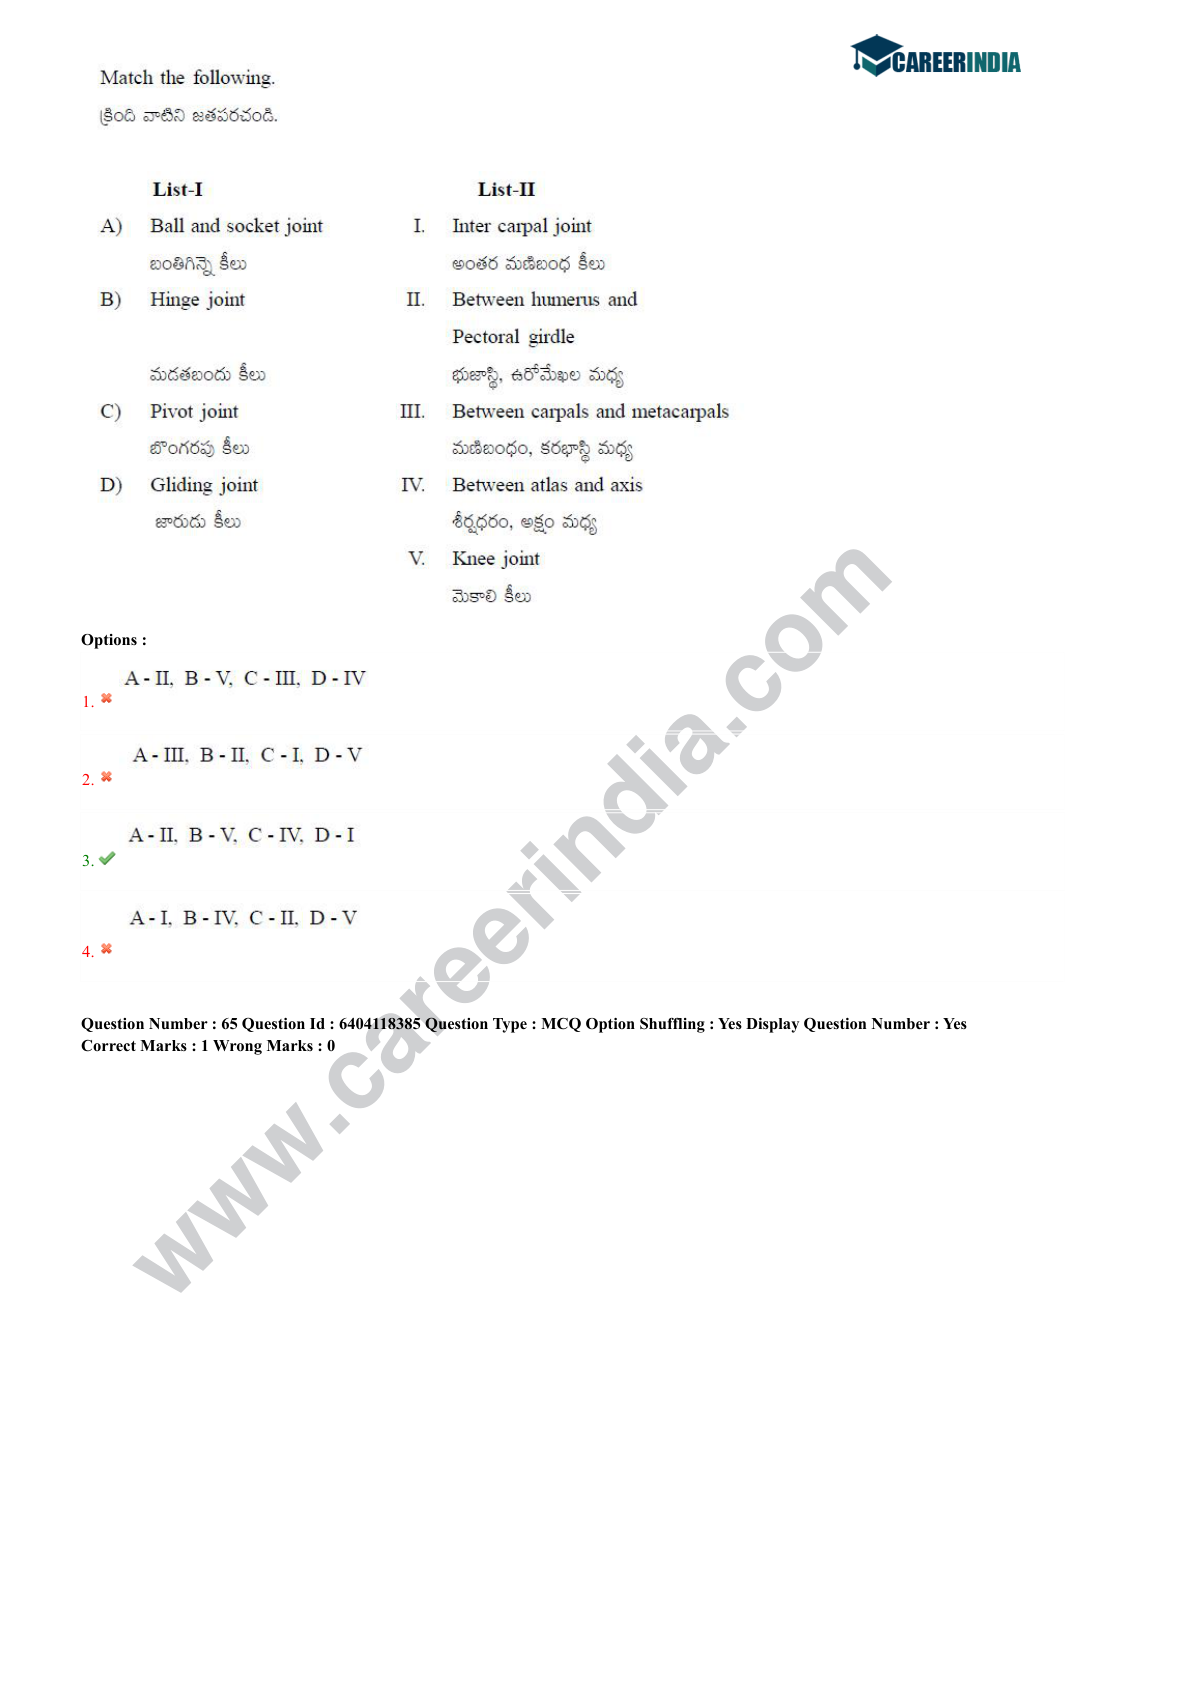 CAREERINDIA
Match the following.
క్రింది వాటిని జతపరచండి.
List-I List-II
A) Ball and socket joint I. Inter carpal joint
బంతిగిన్నె కీలు అంతర మణిబంధ కీలు
B) Hinge joint II. Between humerus and
Pectoral girdle
మడతబందు కీలు భుజాస్థి, ఉరోమేఖల మధ్య
C) Pivot joint III. Between carpals and metacarpals
బొంగరపు కీలు మణిబంధం, కరభాస్థి మధ్య
D) Gliding joint IV. Between atlas and axis
జారుదు కీలు శీర్షధరం, అక్షం మధ్య
V. Knee joint
మెకాలి కీలు
Options :
A - II, B - V, C - III, D - IV
1.
A - III, B - II, C - I, D - V
2.
A - II, B - V, C - IV, D - I
3.
A - I, B - IV, C - II, D - V
4.
Question Number : 65 Question Id : 6404118385 Question Type : MCQ Option Shuffling : Yes Display Question Number : Yes
Correct Marks : 1 Wrong Marks : 0
www.careerindia.com